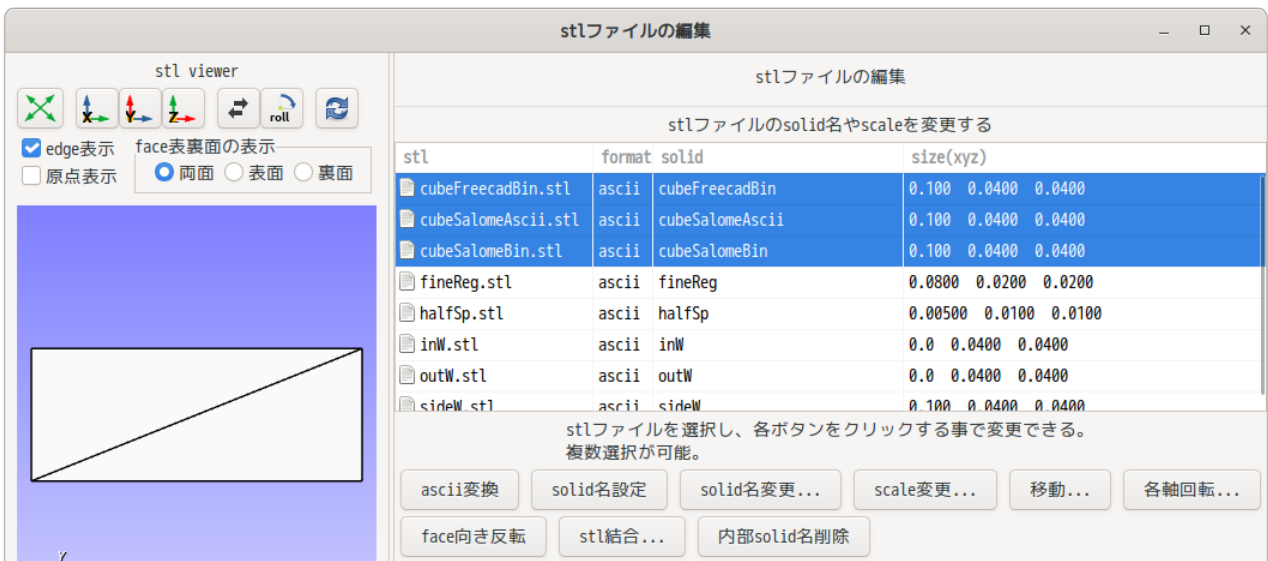 stlファイルの編集
stl viewer
X Y Z roll
edge表示
原点表示
face表裏面の表示
両面 表面 裏面
Y
stlファイルの編集
stlファイルのsolid名やscaleを変更する
stl format solid size(xyz)
cubeFreecadBin.stl ascii cubeFreecadBin 0.100 0.0400 0.0400
cubeSalomeAscii.stl ascii cubeSalomeAscii 0.100 0.0400 0.0400
cubeSalomeBin.stl ascii cubeSalomeBin 0.100 0.0400 0.0400
fineReg.stl ascii fineReg 0.0800 0.0200 0.0200
halfSp.stl ascii halfSp 0.00500 0.0100 0.0100
inW.stl ascii inW 0.0 0.0400 0.0400
outW.stl ascii outW 0.0 0.0400 0.0400
sideW.stl ascii sideW 0.100 0.0400 0.0400
stlファイルを選択し、各ボタンをクリックする事で変更できる。
複数選択が可能。
ascii変換 solid名設定 solid名変更... scale変更... 移動... 各軸回転...
face向き反転 stl結合... 内部solid名削除